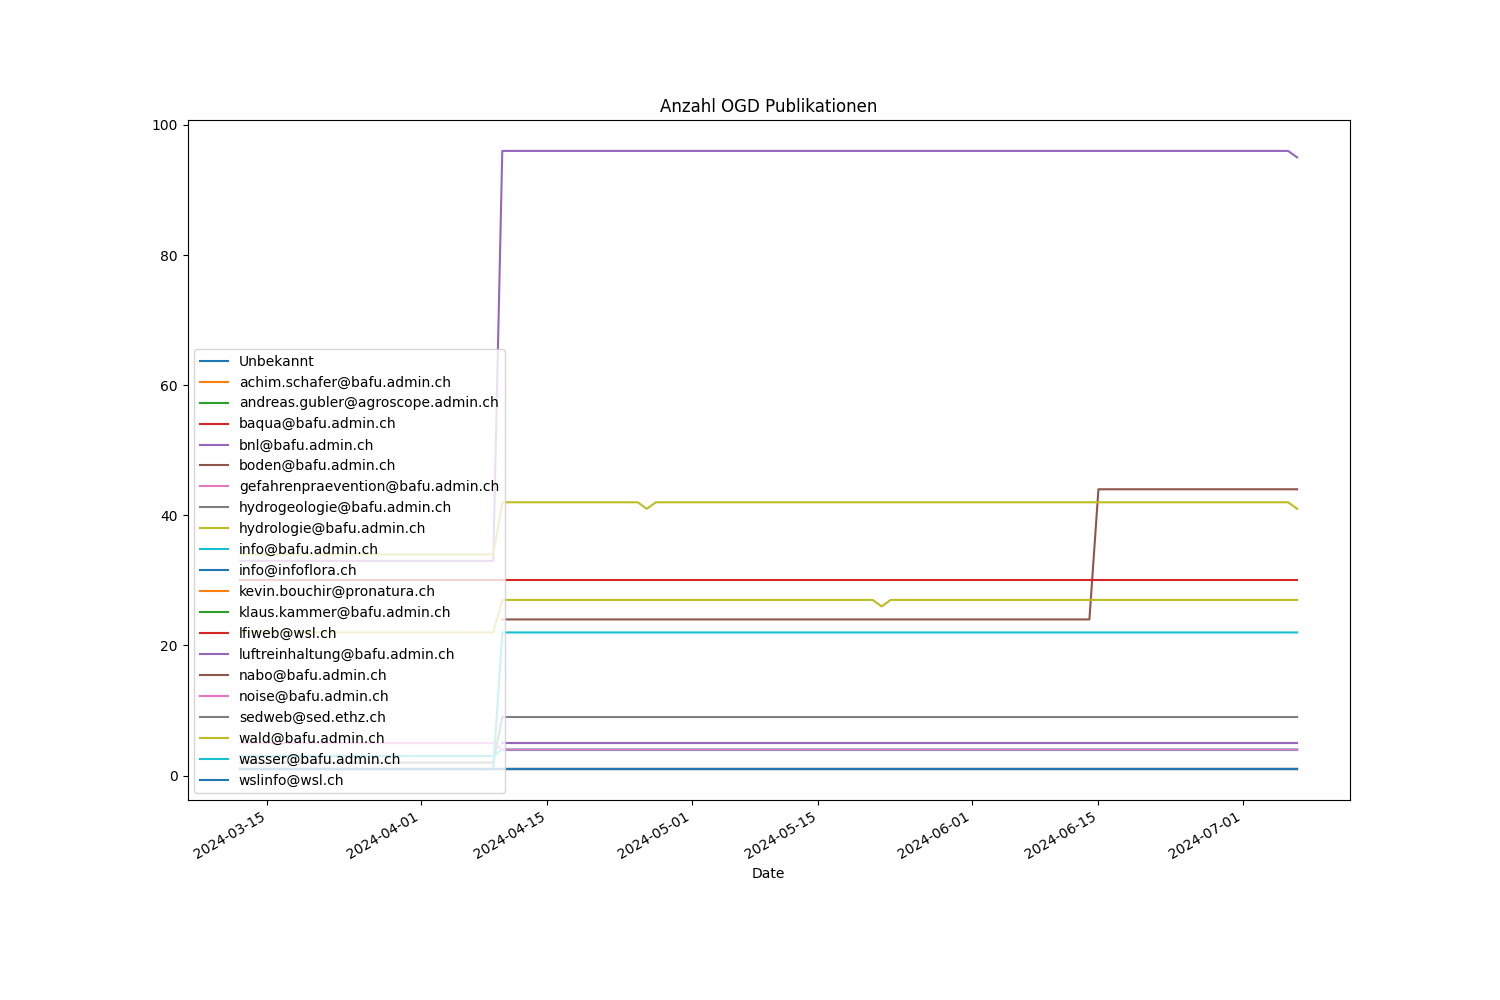 Anzahl OGD Publikationen
100
80
60
40
20
0
Unbekannt
achim.schafer@bafu.admin.ch
andreas.gubler@agroscope.admin.ch
baqua@bafu.admin.ch
bnl@bafu.admin.ch
boden@bafu.admin.ch
gefahrenpraevention@bafu.admin.ch
hydrogeologie@bafu.admin.ch
hydrologie@bafu.admin.ch
info@bafu.admin.ch
info@infoflora.ch
kevin.bouchir@pronatura.ch
klaus.kammer@bafu.admin.ch
lfiweb@wsl.ch
luftreinhaltung@bafu.admin.ch
nabo@bafu.admin.ch
noise@bafu.admin.ch
sedweb@sed.ethz.ch
wald@bafu.admin.ch
wasser@bafu.admin.ch
wslinfo@wsl.ch
2024-03-15
2024-04-01
2024-04-15
2024-05-01
2024-05-15
2024-06-01
2024-06-15
2024-07-01
Date